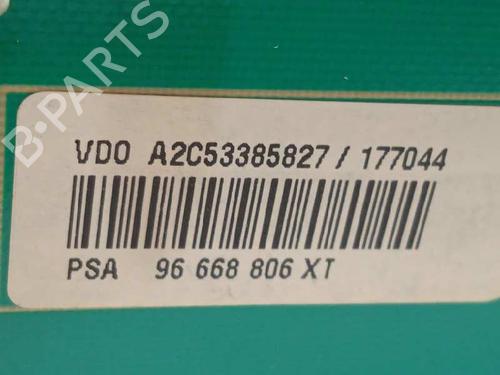 B-PARTS
VDO A2C53385827 / 177044
PSA 96 668 806 XT